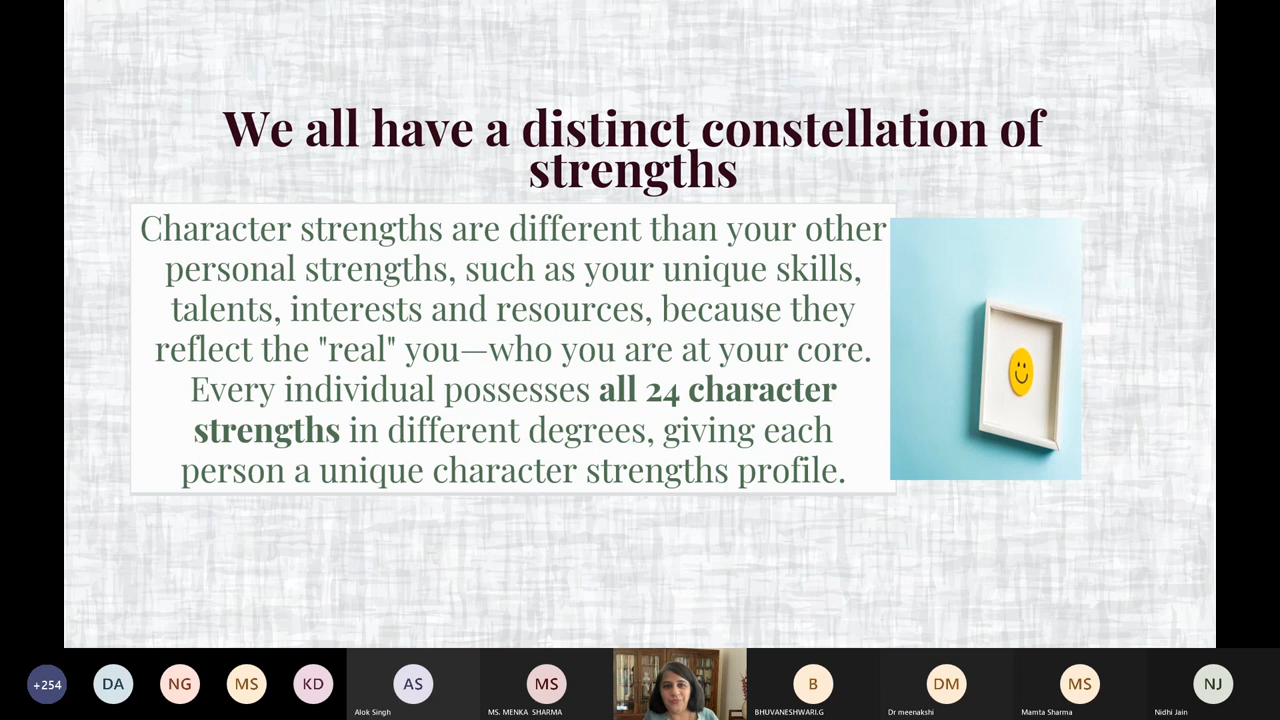 We all have a distinct constellation of
strengths
Character strengths are different than your other
personal strengths, such as your unique skills,
talents, interests and resources, because they
reflect the "real" you—who you are at your core.
Every individual possesses all 24 character
strengths in different degrees, giving each
person a unique character strengths profile.
+254
DA
NG
MS
KD
AS
Alok Singh
MS
MS. MENKA SHARMA
B
BHUVANESHWARI.G
DM
Dr meenakshi
MS
Mamta Sharma
NJ
Nidhi Jain